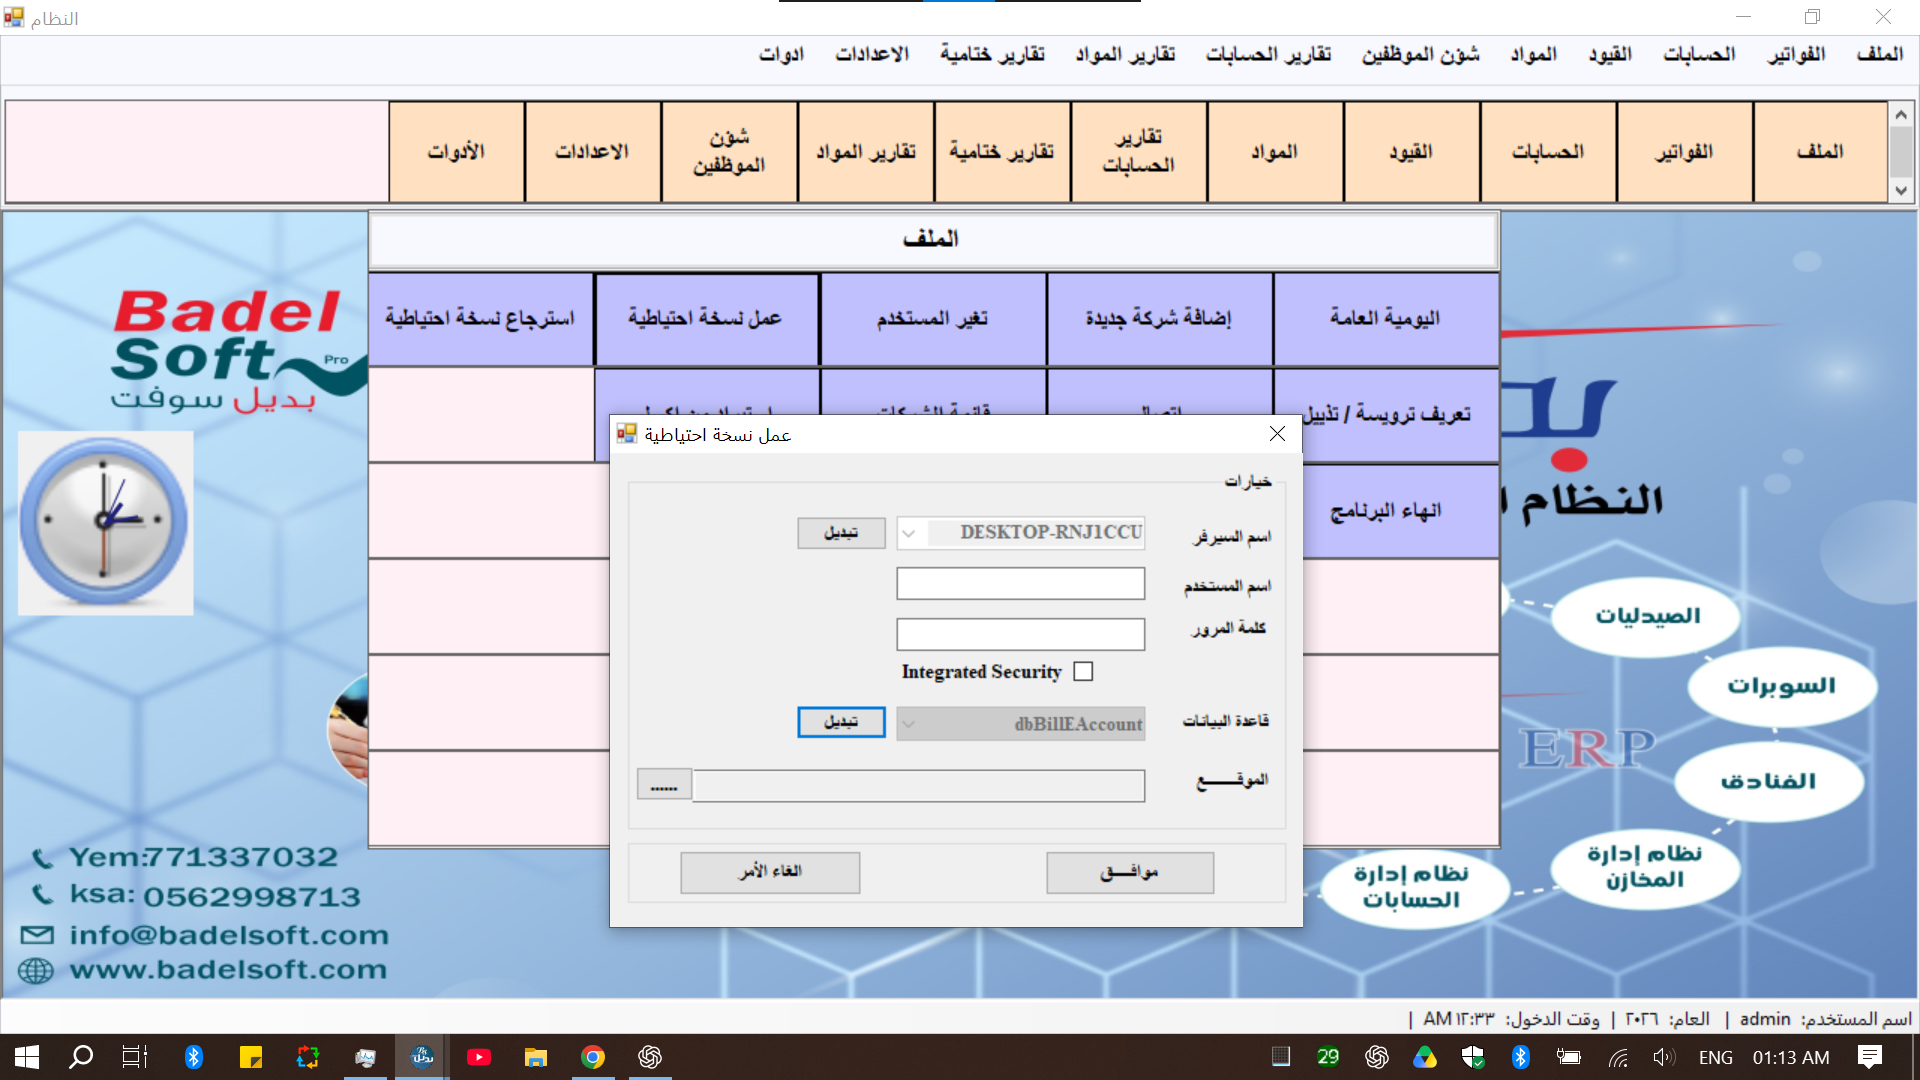 النظام
الملف الفواتير الحسابات القيود المواد شؤن الموظفين تقارير الحسابات تقارير المواد تقارير ختامية الاعدادات ادوات
الملف
الفواتير
الحسابات
القيود
المواد
تقارير
الحسابات
تقارير ختامية
تقارير المواد
شؤن
الموظفين
الاعدادات
الأدوات
الملف
اليومية العامة
إضافة شركة جديدة
تغير المستخدم
عمل نسخة احتياطية
استرجاع نسخة احتياطية
تعريف ترويسة / تذييل
انهاء البرنامج
Badel
Soft Pro
بديل سوفت
عمل نسخة احتياطية
خيارات
اسم السيرفر DESKTOP-RNJ1CCU تبديل
اسم المستخدم
كلمة المرور
Integrated Security
قاعدة البيانات dbBillEAccount تبديل
الموقــــــع ......
موافــــق
الغاء الأمر
النظام
الصيدليات
السوبرات
ERP
الفنادق
نظام إدارة
المخازن
نظام إدارة
الحسابات
Yem:771337032
ksa: 0562998713
info@badelsoft.com
www.badelsoft.com
اسم المستخدم: admin | العام: ٢٠٢٦ | وقت الدخول: ١٢:٣٣ AM |
29
ENG
01:13 AM